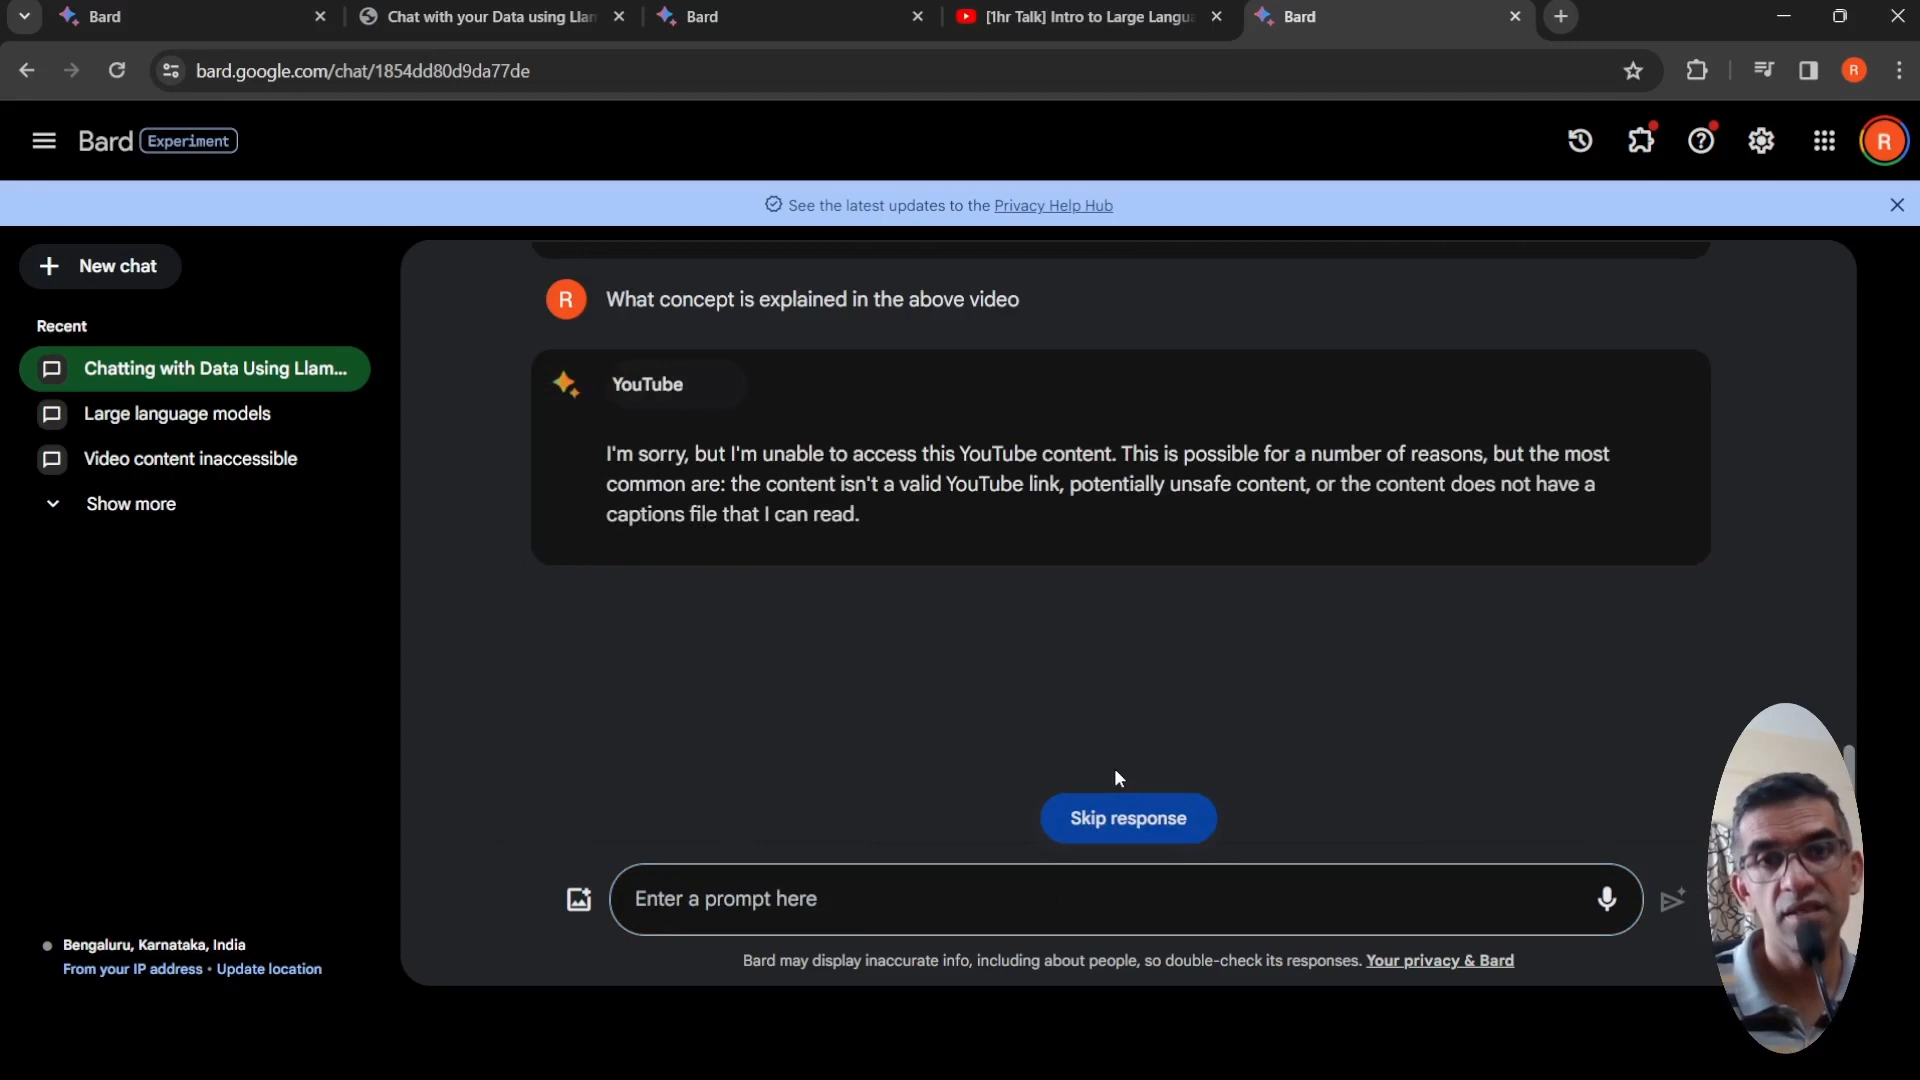 Bard
Chat with your Data using Llam
Bard
[1hr Talk] Intro to Large Langua
Bard
bard.google.com/chat/1854dd80d9da77de
R
Bard Experiment
R
See the latest updates to the Privacy Help Hub
New chat
Recent
Chatting with Data Using Llam...
Large language models
Video content inaccessible
Show more
R What concept is explained in the above video
YouTube
I'm sorry, but I'm unable to access this YouTube content. This is possible for a number of reasons, but the most
common are: the content isn't a valid YouTube link, potentially unsafe content, or the content does not have a
captions file that I can read.
Skip response
Enter a prompt here
Bard may display inaccurate info, including about people, so double-check its responses. Your privacy & Bard
Bengaluru, Karnataka, India
From your IP address • Update location